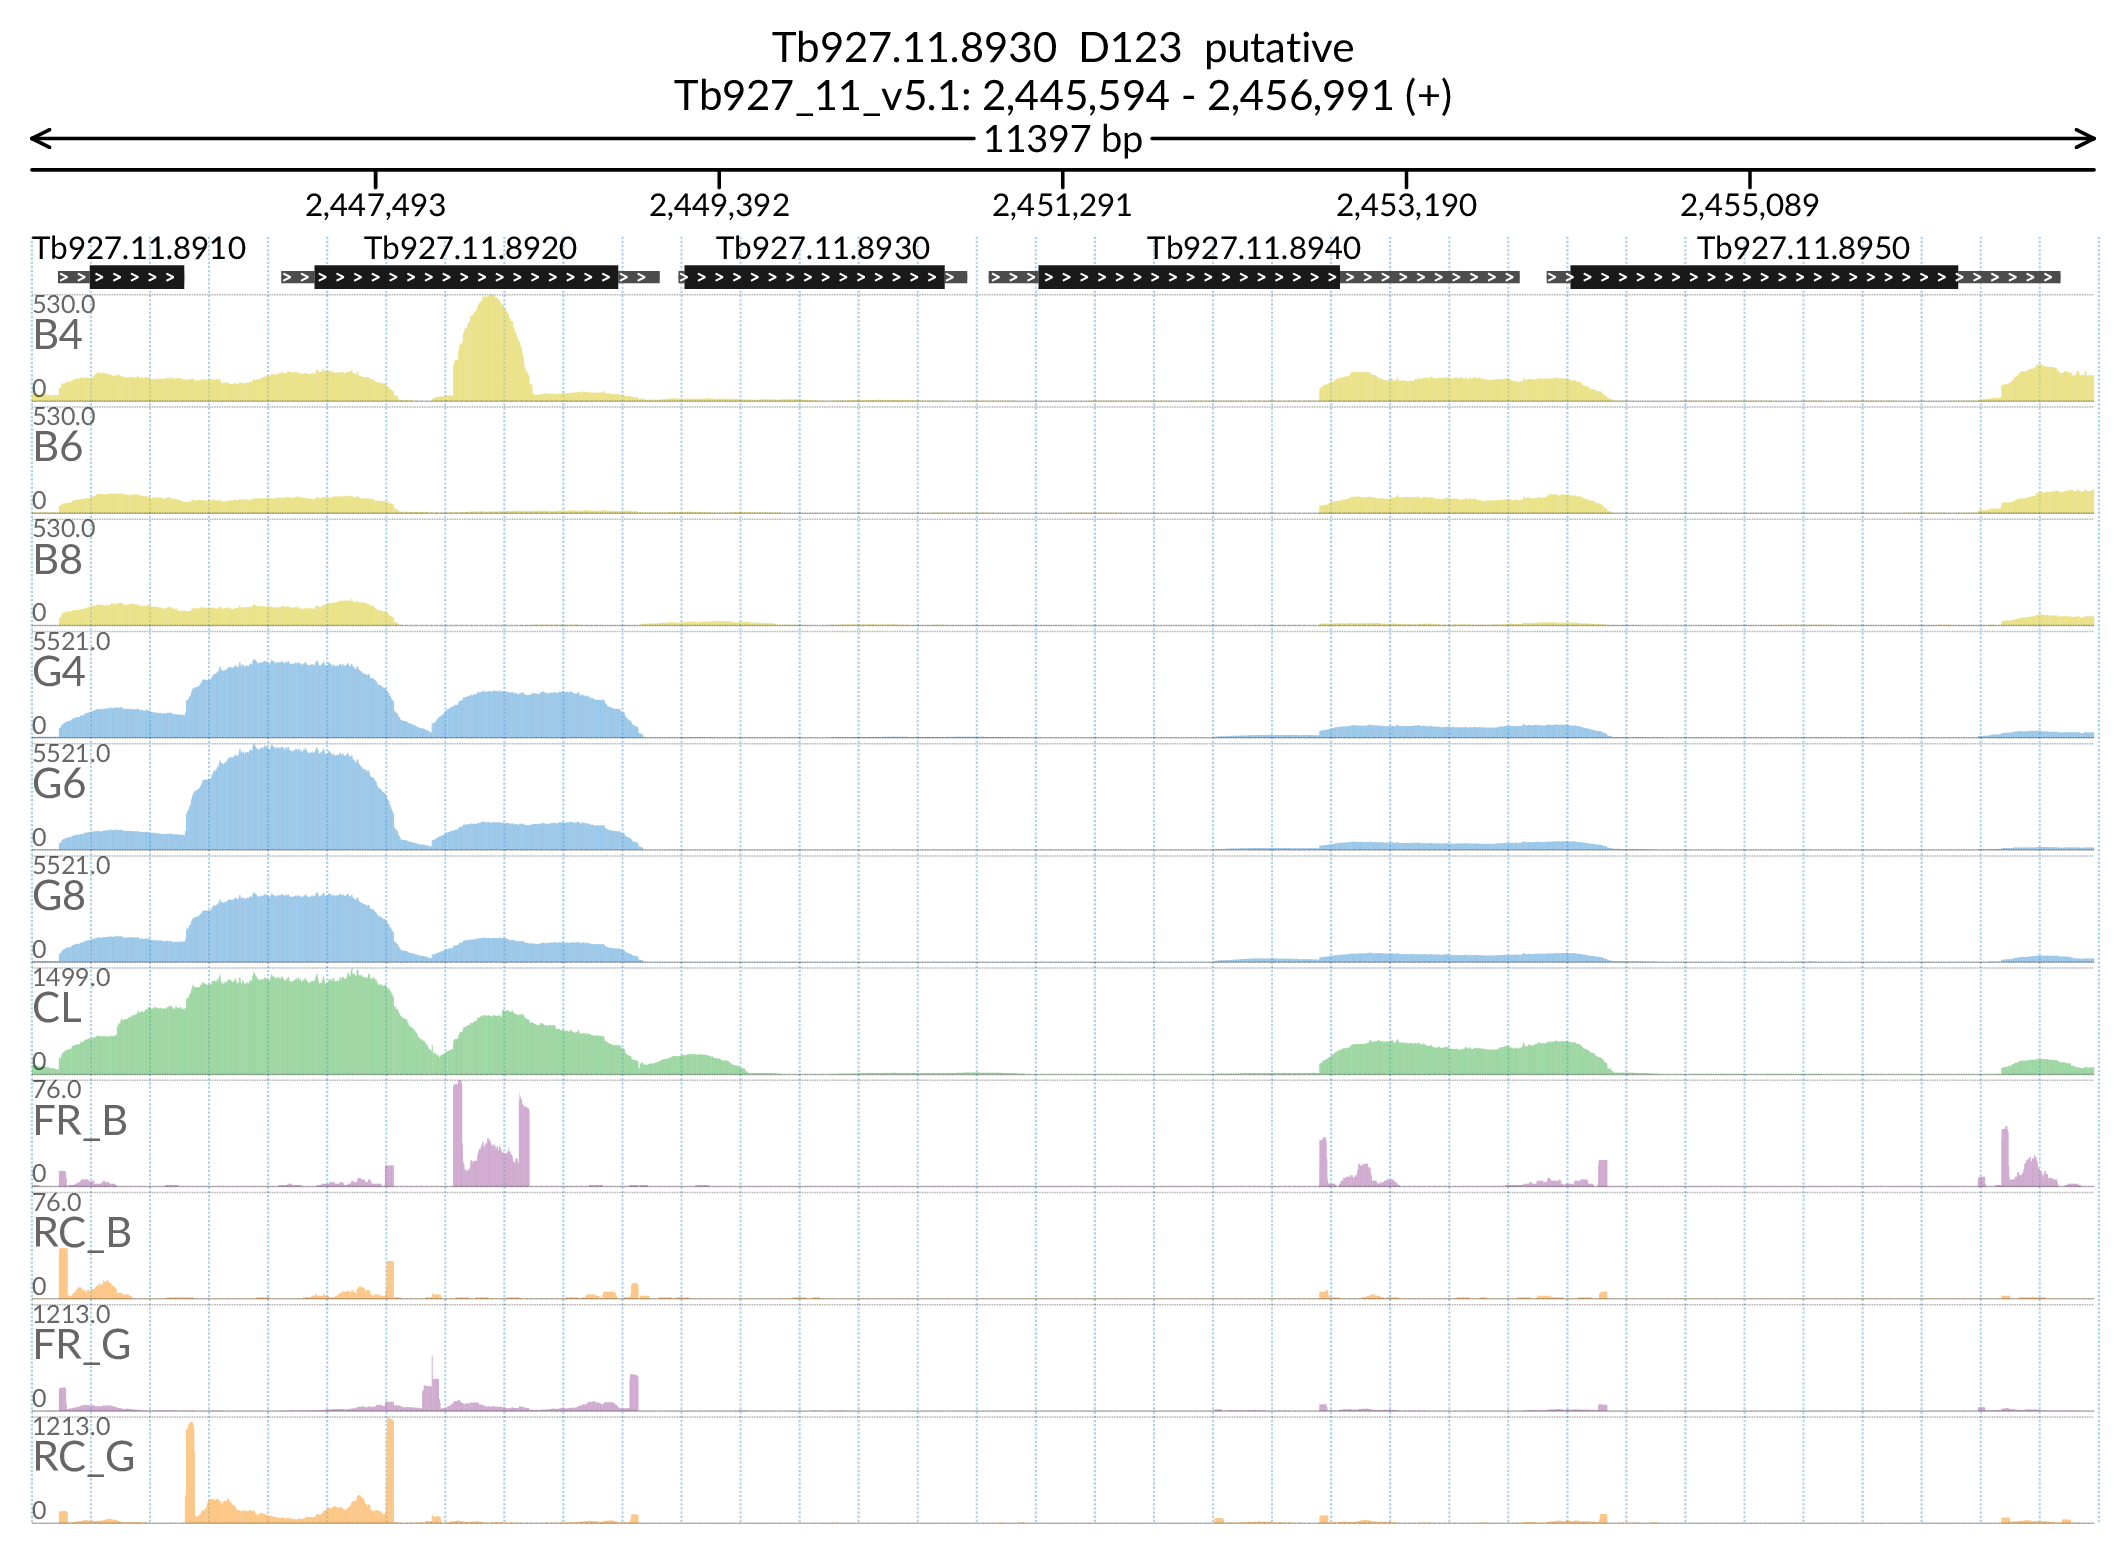 Tb927.11.8930 D123 putative
Tb927_11_v5.1: 2,445,594 - 2,456,991 (+)
11397 bp
2,447,493 2,449,392 2,451,291 2,453,190 2,455,089
Tb927.11.8910 Tb927.11.8920 Tb927.11.8930 Tb927.11.8940 Tb927.11.8950
530.0
B4
0
530.0
B6
0
530.0
B8
0
5521.0
G4
0
5521.0
G6
0
5521.0
G8
0
1499.0
CL
0
76.0
FR_B
0
76.0
RC_B
0
1213.0
FR_G
0
1213.0
RC_G
0